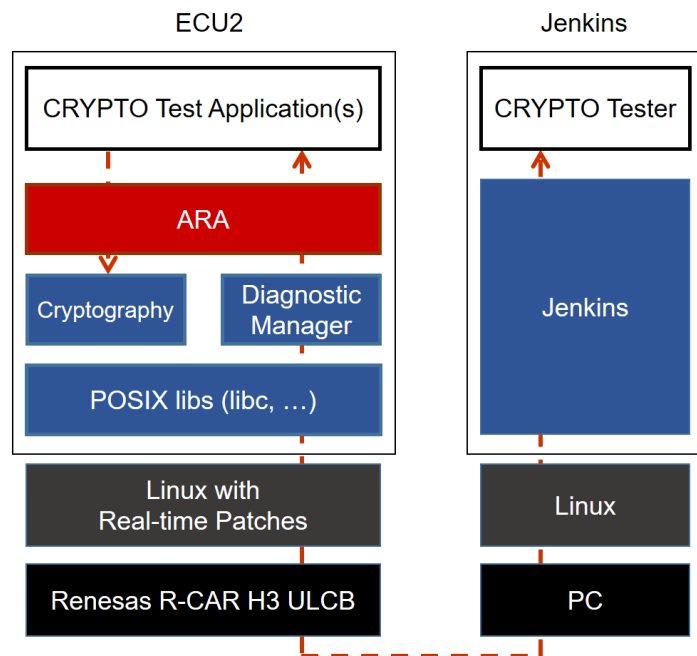 ECU2
CRYPTO Test Application(s)
ARA
Cryptography
Diagnostic
Manager
POSIX libs (libc, …)
Linux with
Real-time Patches
Renesas R-CAR H3 ULCB
Jenkins
CRYPTO Tester
Jenkins
Linux
PC